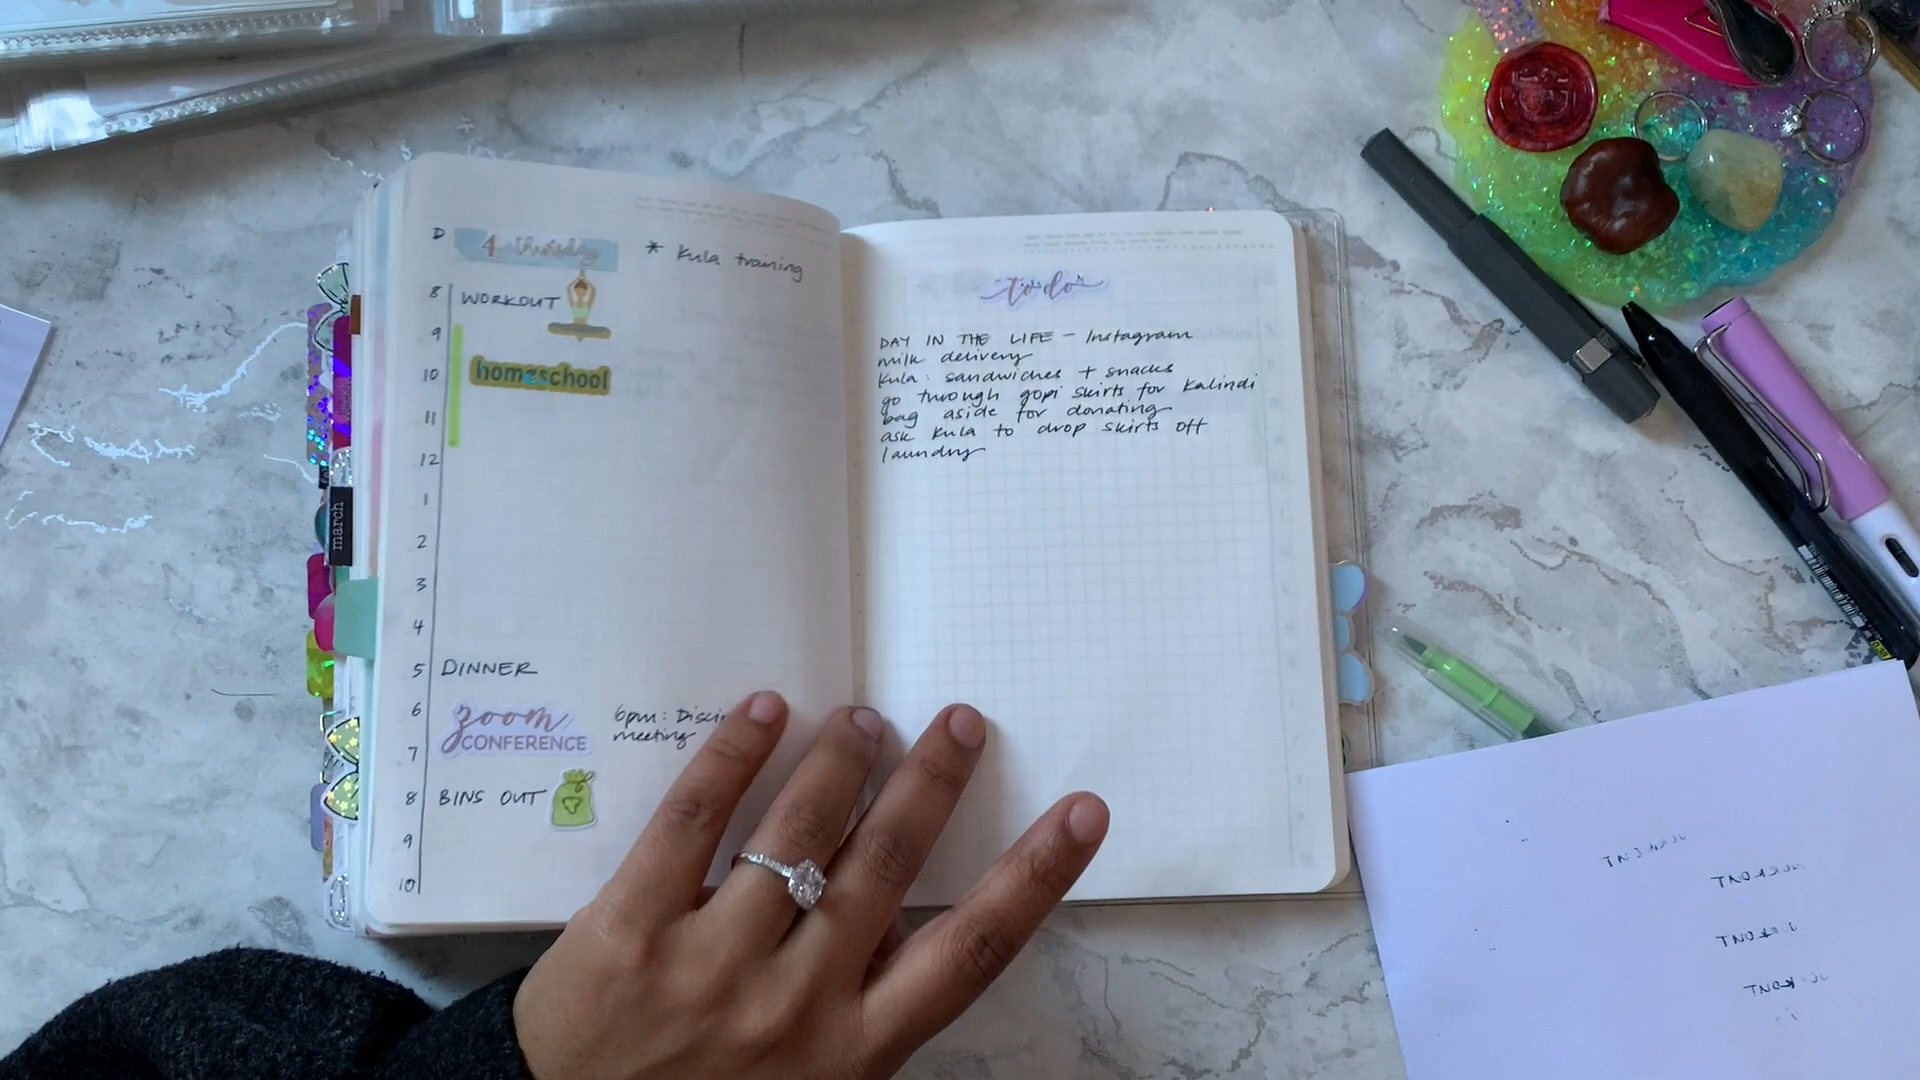 D
4 thursday
* Kula training
8 WORKOUT
9
10 homeschool
11
12
1
2
3
4
5 DINNER
6 zoom
CONFERENCE
7
6pm:
meeting
8 BINS OUT
9
10
march
to do
DAY IN THE LIFE - Instagram
milk delivery
Kula: sandwiches + snacks
go through gopi skirts for Kalindi
bag aside for donating
ask Kula to drop skirts off
laundry